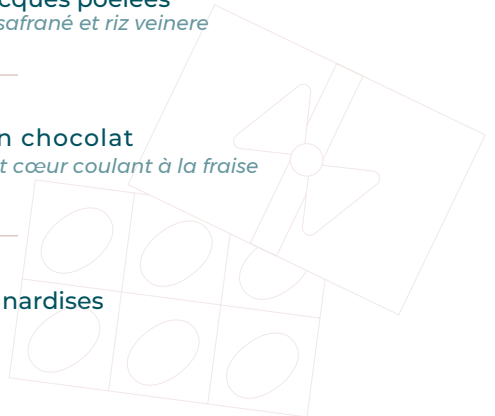 cques poêlées
safrané et riz veinere
n chocolat
t cœur coulant à la fraise
nardises